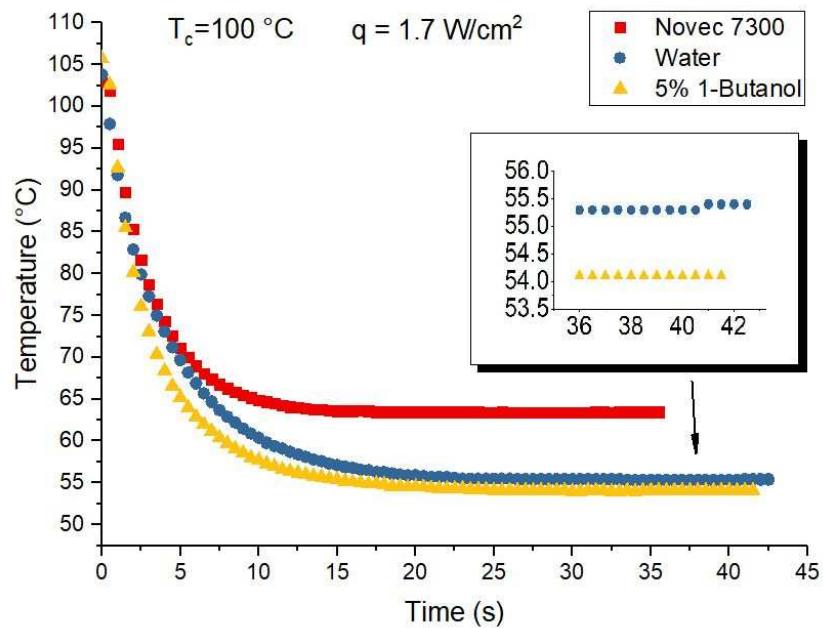 T_c=100 °C q = 1.7 W/cm²
Novec 7300
Water
5% 1-Butanol
110
105
100
95
90
85
80
75
70
65
60
55
50
Temperature (°C)
56.0
55.5
55.0
54.5
54.0
53.5
36 38 40 42
0 5 10 15 20 25 30 35 40 45
Time (s)